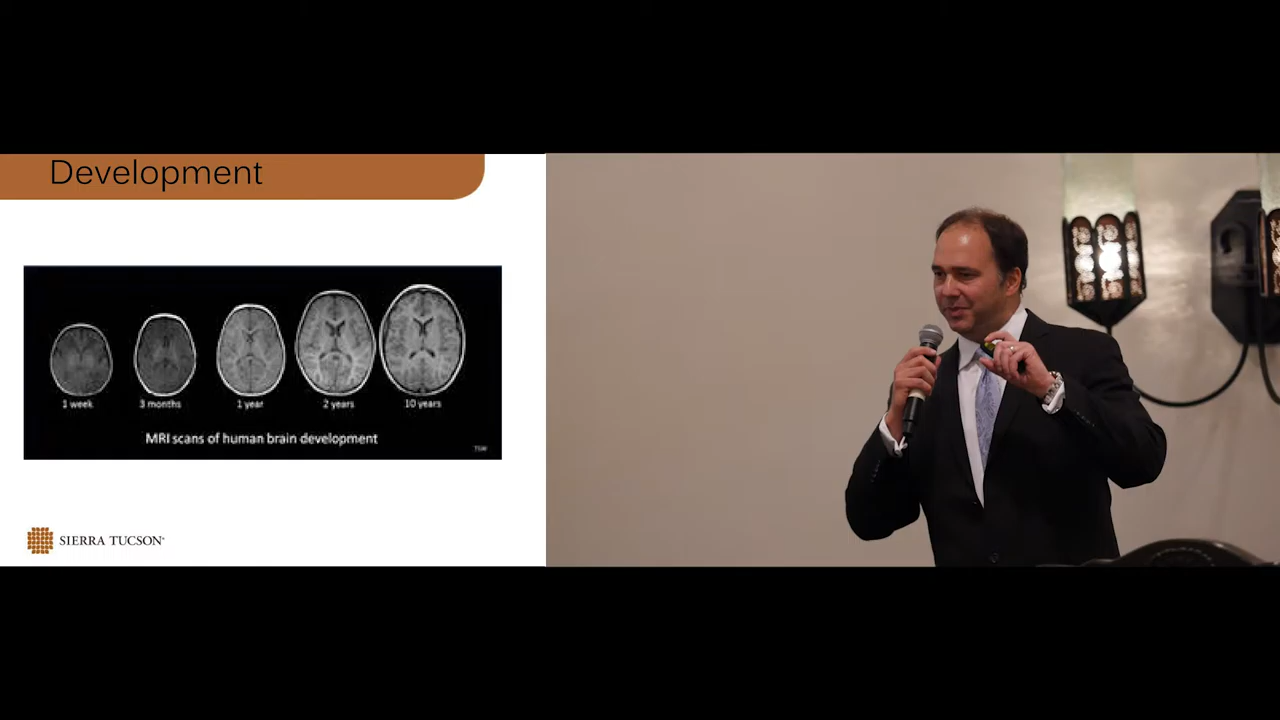 Development
1 week 3 months 1 year 2 years 10 years
MRI scans of human brain development
SIERRA TUCSON